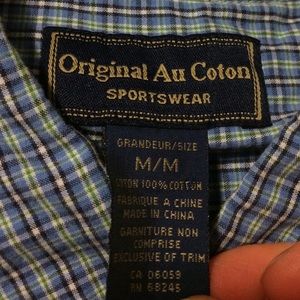 Original Au Coton
SPORTSWEAR
GRANDEUR/SIZE
M/M
COTON 100% COTTON
FABRIQUE A CHINE
MADE IN CHINA
GARNITURE NON
COMPRISE
EXCLUSIVE OF TRIM
CA 06059
RN 68245